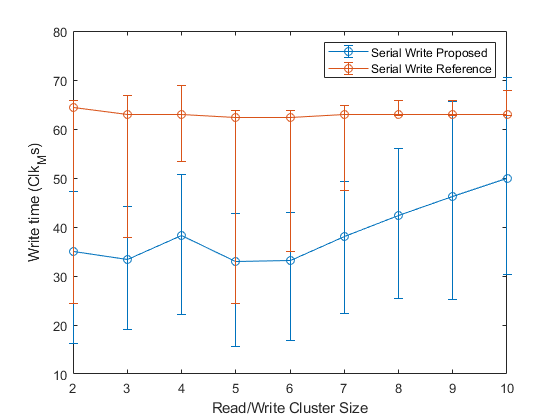 80
70
60
50
40
30
20
10
Write time (Clk_M s)
2 3 4 5 6 7 8 9 10
Read/Write Cluster Size
Serial Write Proposed
Serial Write Reference